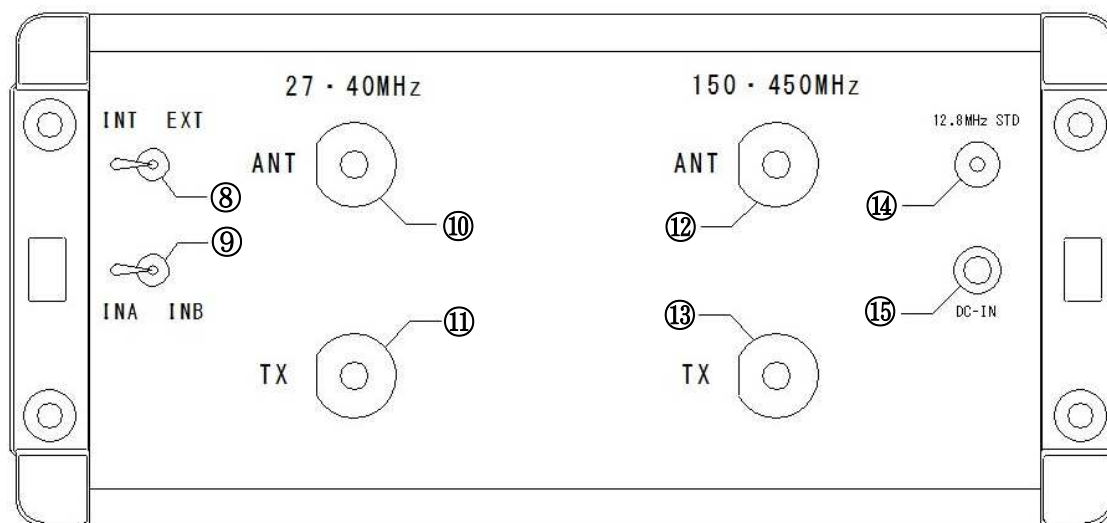 27・40MHz
150・450MHz
INT EXT
12.8MHz STD
ANT
ANT
⑧
⑭
⑩
⑫
⑨
INA INB
⑮
DC-IN
⑪
⑬
TX
TX